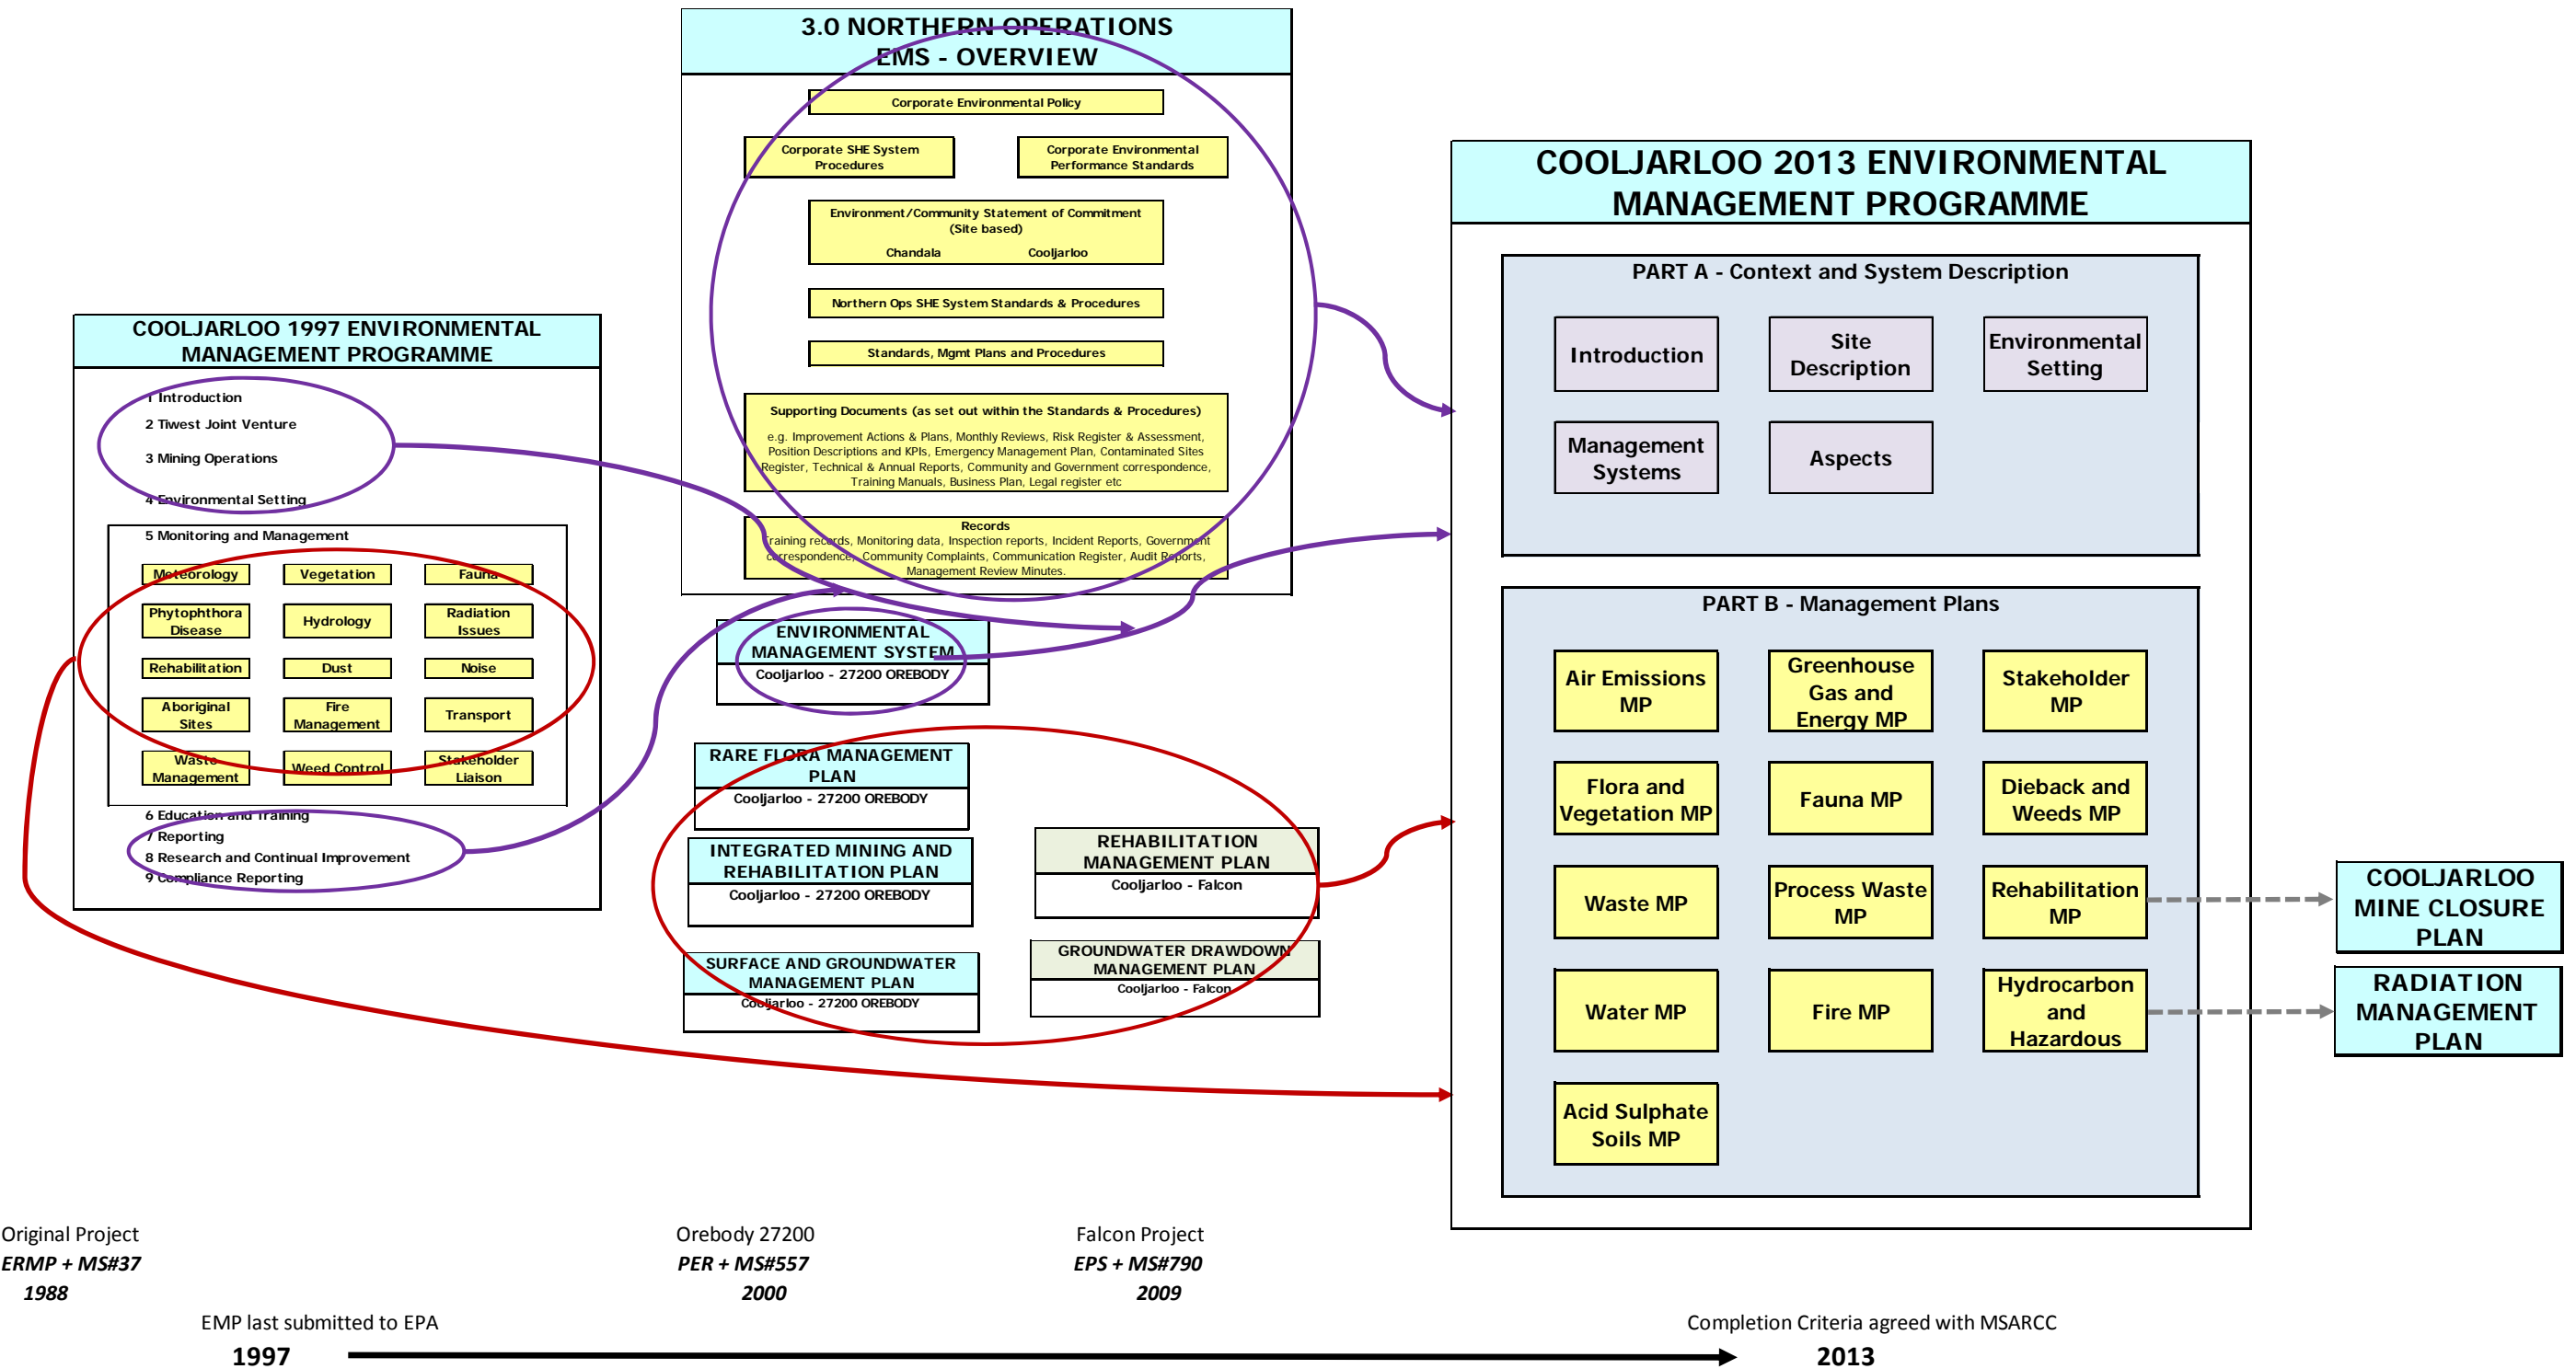 3.0 NORTHERN OPERATIONS
EMS - OVERVIEW
Corporate Environmental Policy
Corporate SHE System
Procedures
Corporate Environmental
Performance Standards
Environment/Community Statement of Commitment
(Site based)
Chandala Cooljarloo
Northern Ops SHE System Standards & Procedures
Standards, Mgmt Plans and Procedures
Supporting Documents (as set out within the Standards & Procedures)
e.g. Improvement Actions & Plans, Monthly Reviews, Risk Register & Assessment,
Position Descriptions and KPIs, Emergency Management Plan, Contaminated Sites
Register, Technical & Annual Reports, Community and Government correspondence,
Training Manuals, Business Plan, Legal register etc
Records
Training records, Monitoring data, Inspection reports, Incident Reports, Government
correspondence, Community Complaints, Communication Register, Audit Reports,
Management Review Minutes.
COOLJARLOO 1997 ENVIRONMENTAL
MANAGEMENT PROGRAMME
1 Introduction
2 Tiwest Joint Venture
3 Mining Operations
4 Environmental Setting
5 Monitoring and Management
Meteorology
Vegetation
Fauna
Phytophthora
Disease
Hydrology
Radiation
Issues
Rehabilitation
Dust
Noise
Aboriginal
Sites
Fire
Management
Transport
Waste
Management
Weed Control
Stakeholder
Liaison
6 Education and Training
7 Reporting
8 Research and Continual Improvement
9 Compliance Reporting
ENVIRONMENTAL
MANAGEMENT SYSTEM
Cooljarloo - 27200 OREBODY
RARE FLORA MANAGEMENT
PLAN
Cooljarloo - 27200 OREBODY
INTEGRATED MINING AND
REHABILITATION PLAN
Cooljarloo - 27200 OREBODY
SURFACE AND GROUNDWATER
MANAGEMENT PLAN
Cooljarloo - 27200 OREBODY
REHABILITATION
MANAGEMENT PLAN
Cooljarloo - Falcon
GROUNDWATER DRAWDOWN
MANAGEMENT PLAN
Cooljarloo - Falcon
COOLJARLOO 2013 ENVIRONMENTAL
MANAGEMENT PROGRAMME
PART A - Context and System Description
Introduction
Site
Description
Environmental
Setting
Management
Systems
Aspects
PART B - Management Plans
Air Emissions
MP
Greenhouse
Gas and
Energy MP
Stakeholder
MP
Flora and
Vegetation MP
Fauna MP
Dieback and
Weeds MP
Waste MP
Process Waste
MP
Rehabilitation
MP
Water MP
Fire MP
Hydrocarbon
and
Hazardous
Acid Sulphate
Soils MP
COOLJARLOO
MINE CLOSURE
PLAN
RADIATION
MANAGEMENT
PLAN
Original Project
ERMP + MS#37
1988
Orebody 27200
PER + MS#557
2000
Falcon Project
EPS + MS#790
2009
EMP last submitted to EPA
1997
Completion Criteria agreed with MSARCC
2013